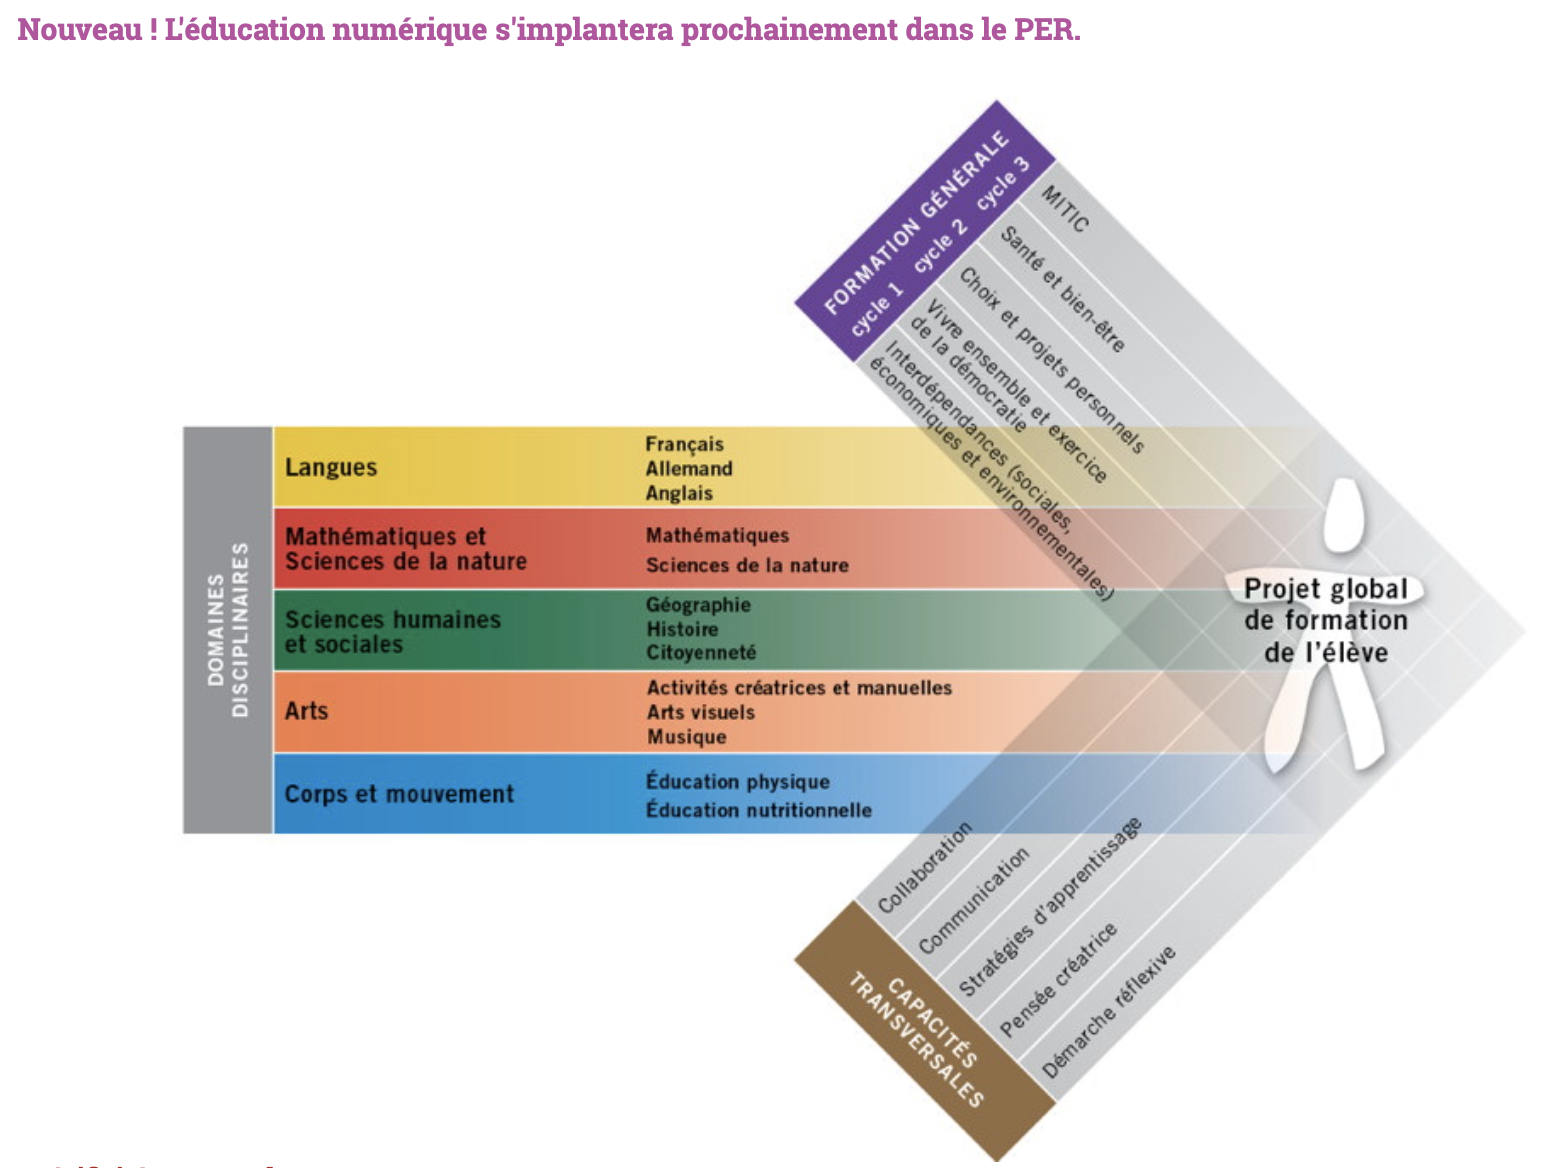 Nouveau ! L'éducation numérique s'implantera prochainement dans le PER.
FORMATION GÉNÉRALE
cycle 1 cycle 2 cycle 3
MITIC
Santé et bien-être
Choix et projets personnels
Vivre ensemble et exercice
de la démocratie
Interdépendances (sociales,
économiques et environnementales)
DOMAINES
DISCIPLINAIRES
Langues
Français
Allemand
Anglais
Mathématiques et
Sciences de la nature
Mathématiques
Sciences de la nature
Sciences humaines
et sociales
Géographie
Histoire
Citoyenneté
Arts
Activités créatrices et manuelles
Arts visuels
Musique
Corps et mouvement
Éducation physique
Éducation nutritionnelle
Projet global
de formation
de l'élève
Collaboration
Communication
Stratégies d'apprentissage
Pensée créatrice
Démarche réflexive
CAPACITÉS
TRANSVERSALES